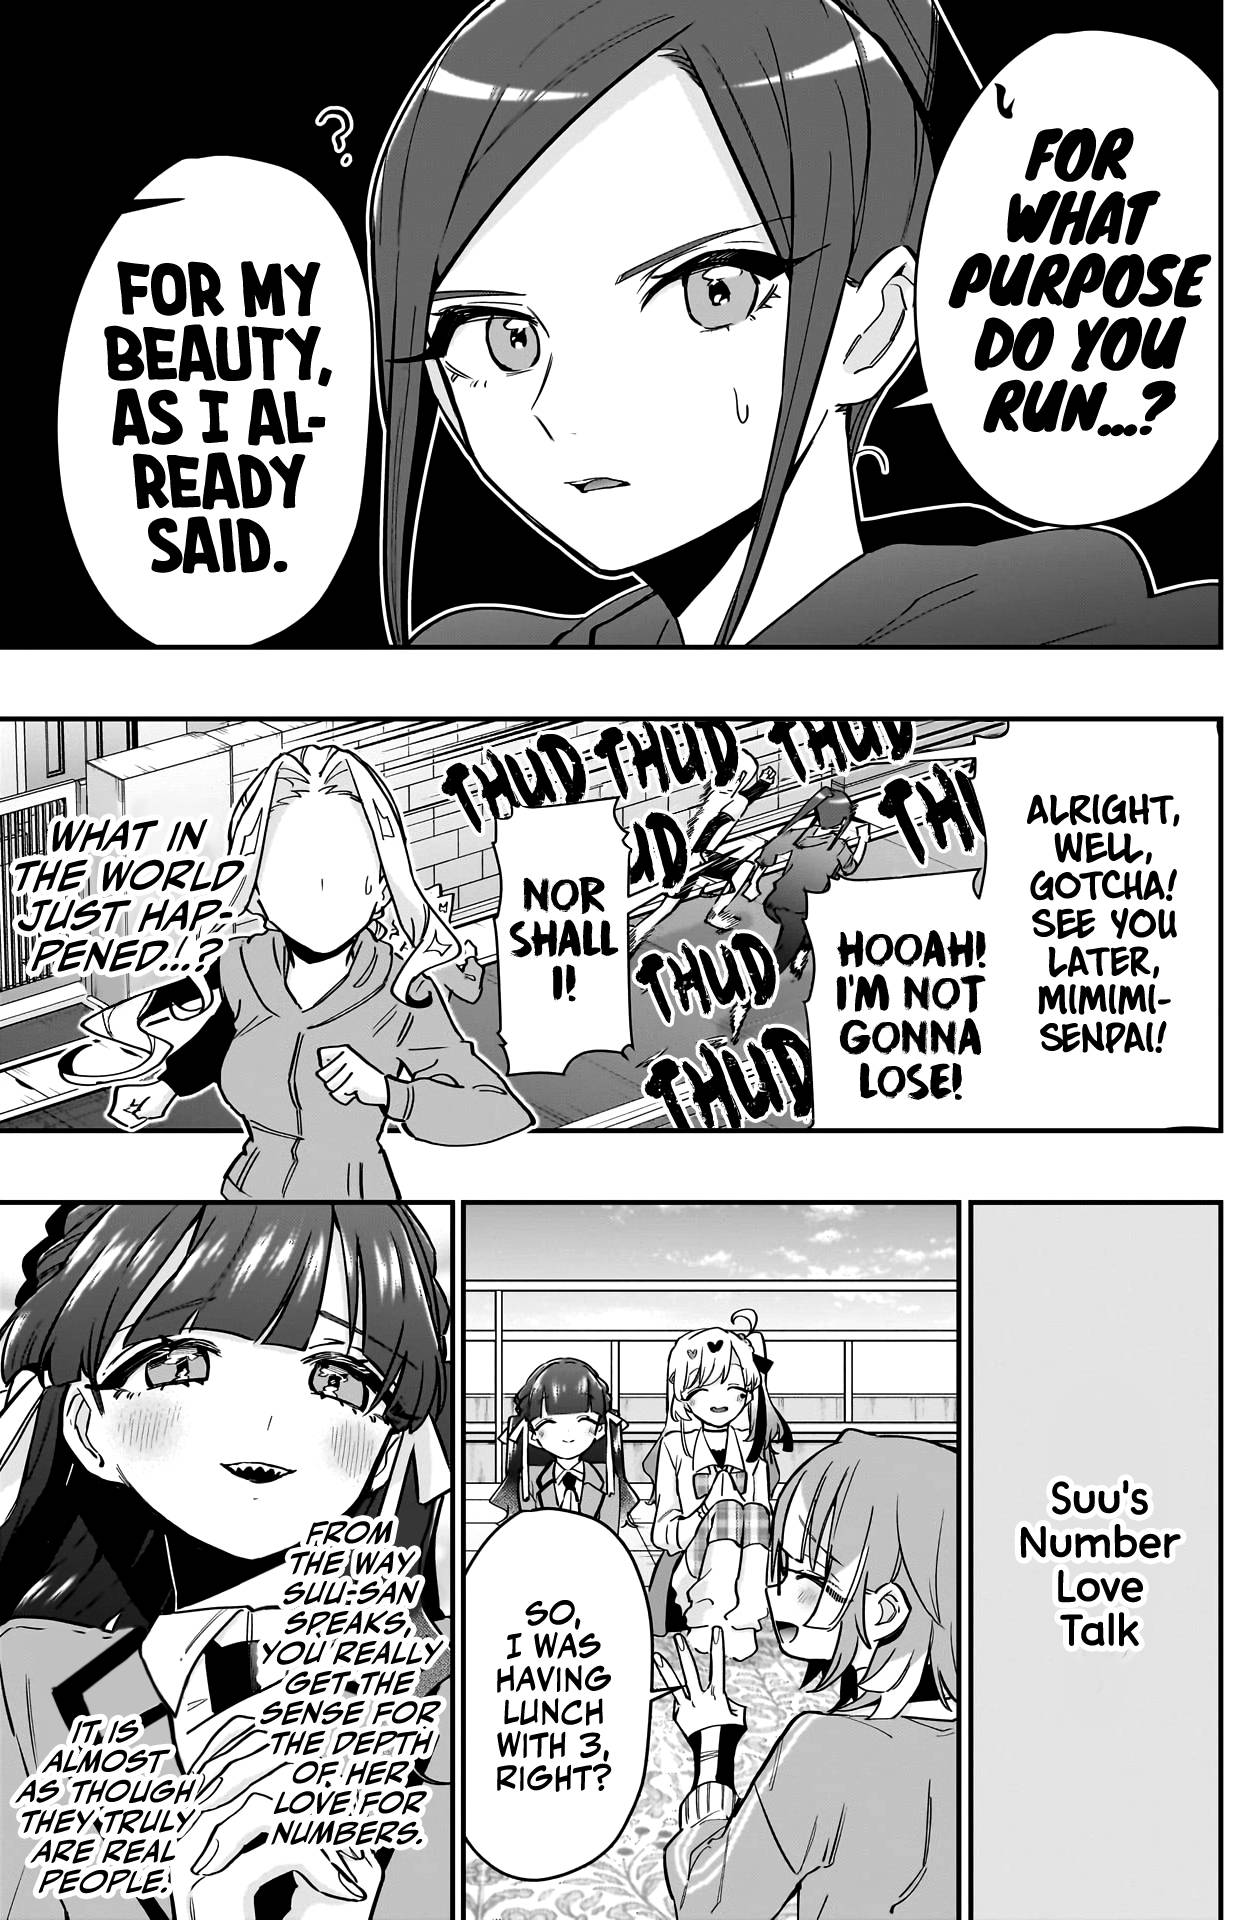 FOR
WHAT
PURPOSE
DO YOU
RUN...?
?
FOR MY
BEAUTY,
AS I AL-
READY
SAID.
ALRIGHT,
WELL,
GOTCHA!
SEE YOU
LATER,
MIMIMI-
SENPAI!
HOOAH!
I'M NOT
GONNA
LOSE!
THUD
THUD
THUD
THUD
THUD
THUD
THUD
NOR
SHALL
I!
WHAT IN
THE WORLD
JUST HAP-
PENED...?
Suu's
Number
Love
Talk
SO,
I WAS
HAVING
LUNCH
WITH 3,
RIGHT?
FROM
THE WAY
SUU-SAN
SPEAKS,
YOU REALLY
GET THE
SENSE FOR
THE DEPTH
OF HER
LOVE FOR
NUMBERS.
IT IS
ALMOST
AS THOUGH
THEY TRULY
ARE REAL
PEOPLE.